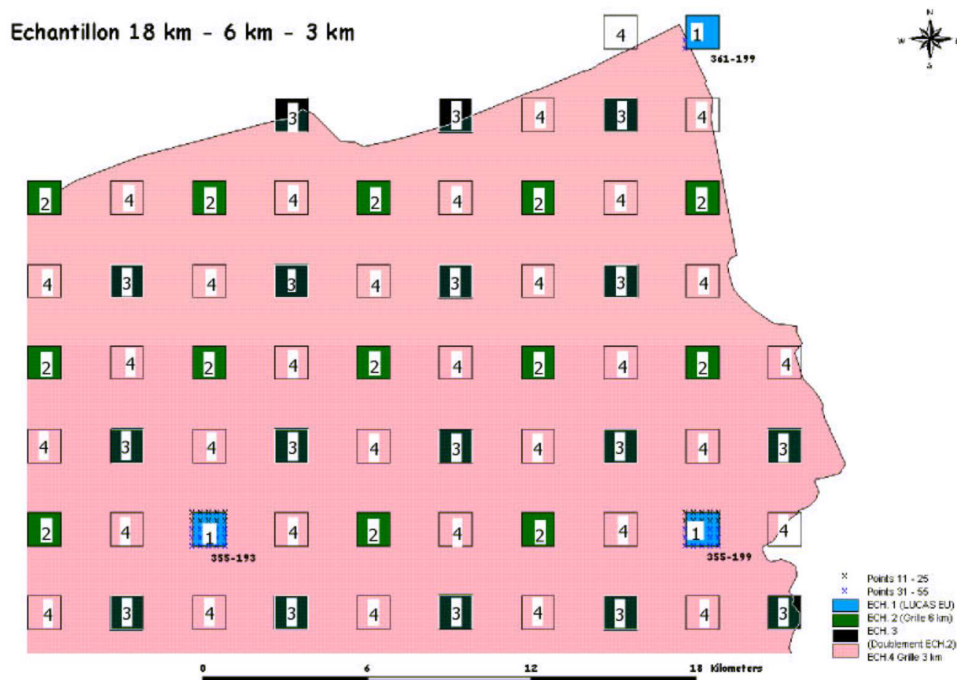 Echantillon 18 km - 6 km - 3 km
N
W E
S
4 1
361-199
3 3 4 3 4
2 4 2 4 2 4 2 4 2
4 3 4 3 4 3 4 3 4
2 4 2 4 2 4 2 4 2 4
4 3 4 3 4 3 4 3 4 3
2 4 1 4 2 4 2 4 1 4
355-193 355-199
4 3 4 3 4 3 4 3 4 3
Points 11 - 25
Points 31 - 55
ECH. 1 (LUCAS EU)
ECH. 2 (Grille 6 km)
ECH. 3
(Doublement ECH.2)
ECH.4 Grille 3 km
0 6 12 18 Kilometers